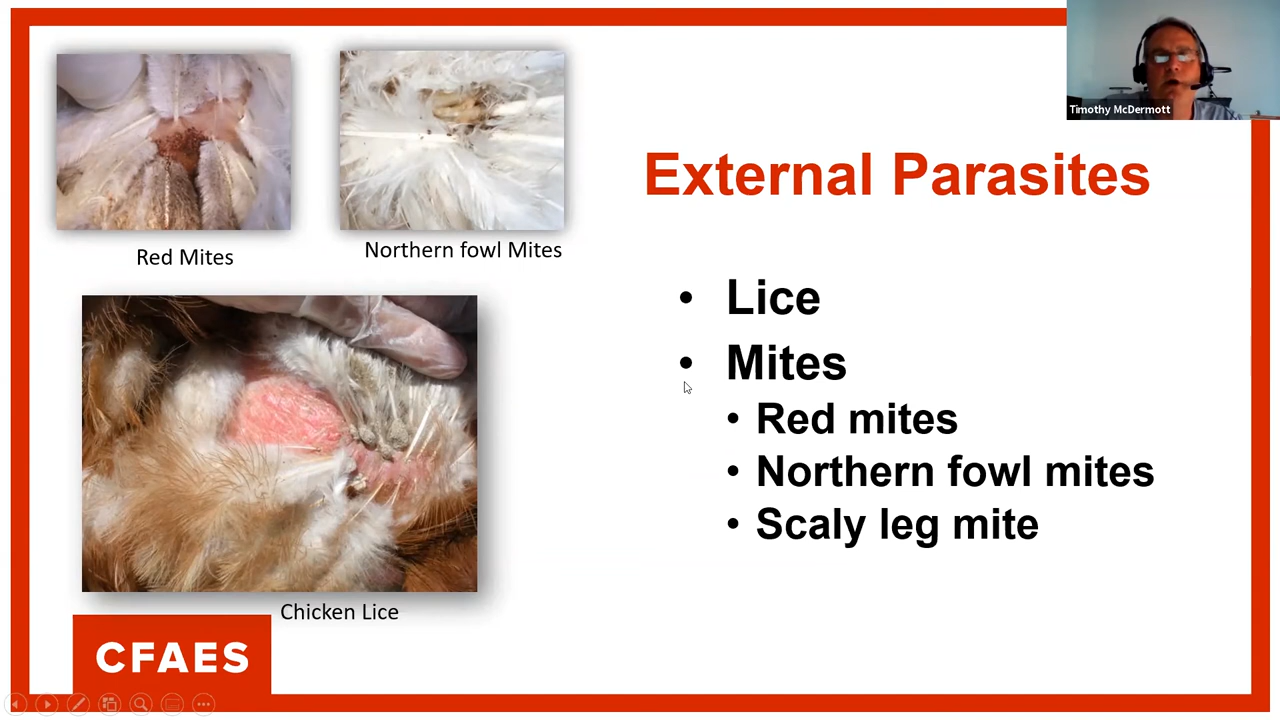 Timothy McDermott
Red Mites
Northern fowl Mites
Chicken Lice
External Parasites
• Lice
• Mites
• Red mites
• Northern fowl mites
• Scaly leg mite
CFAES